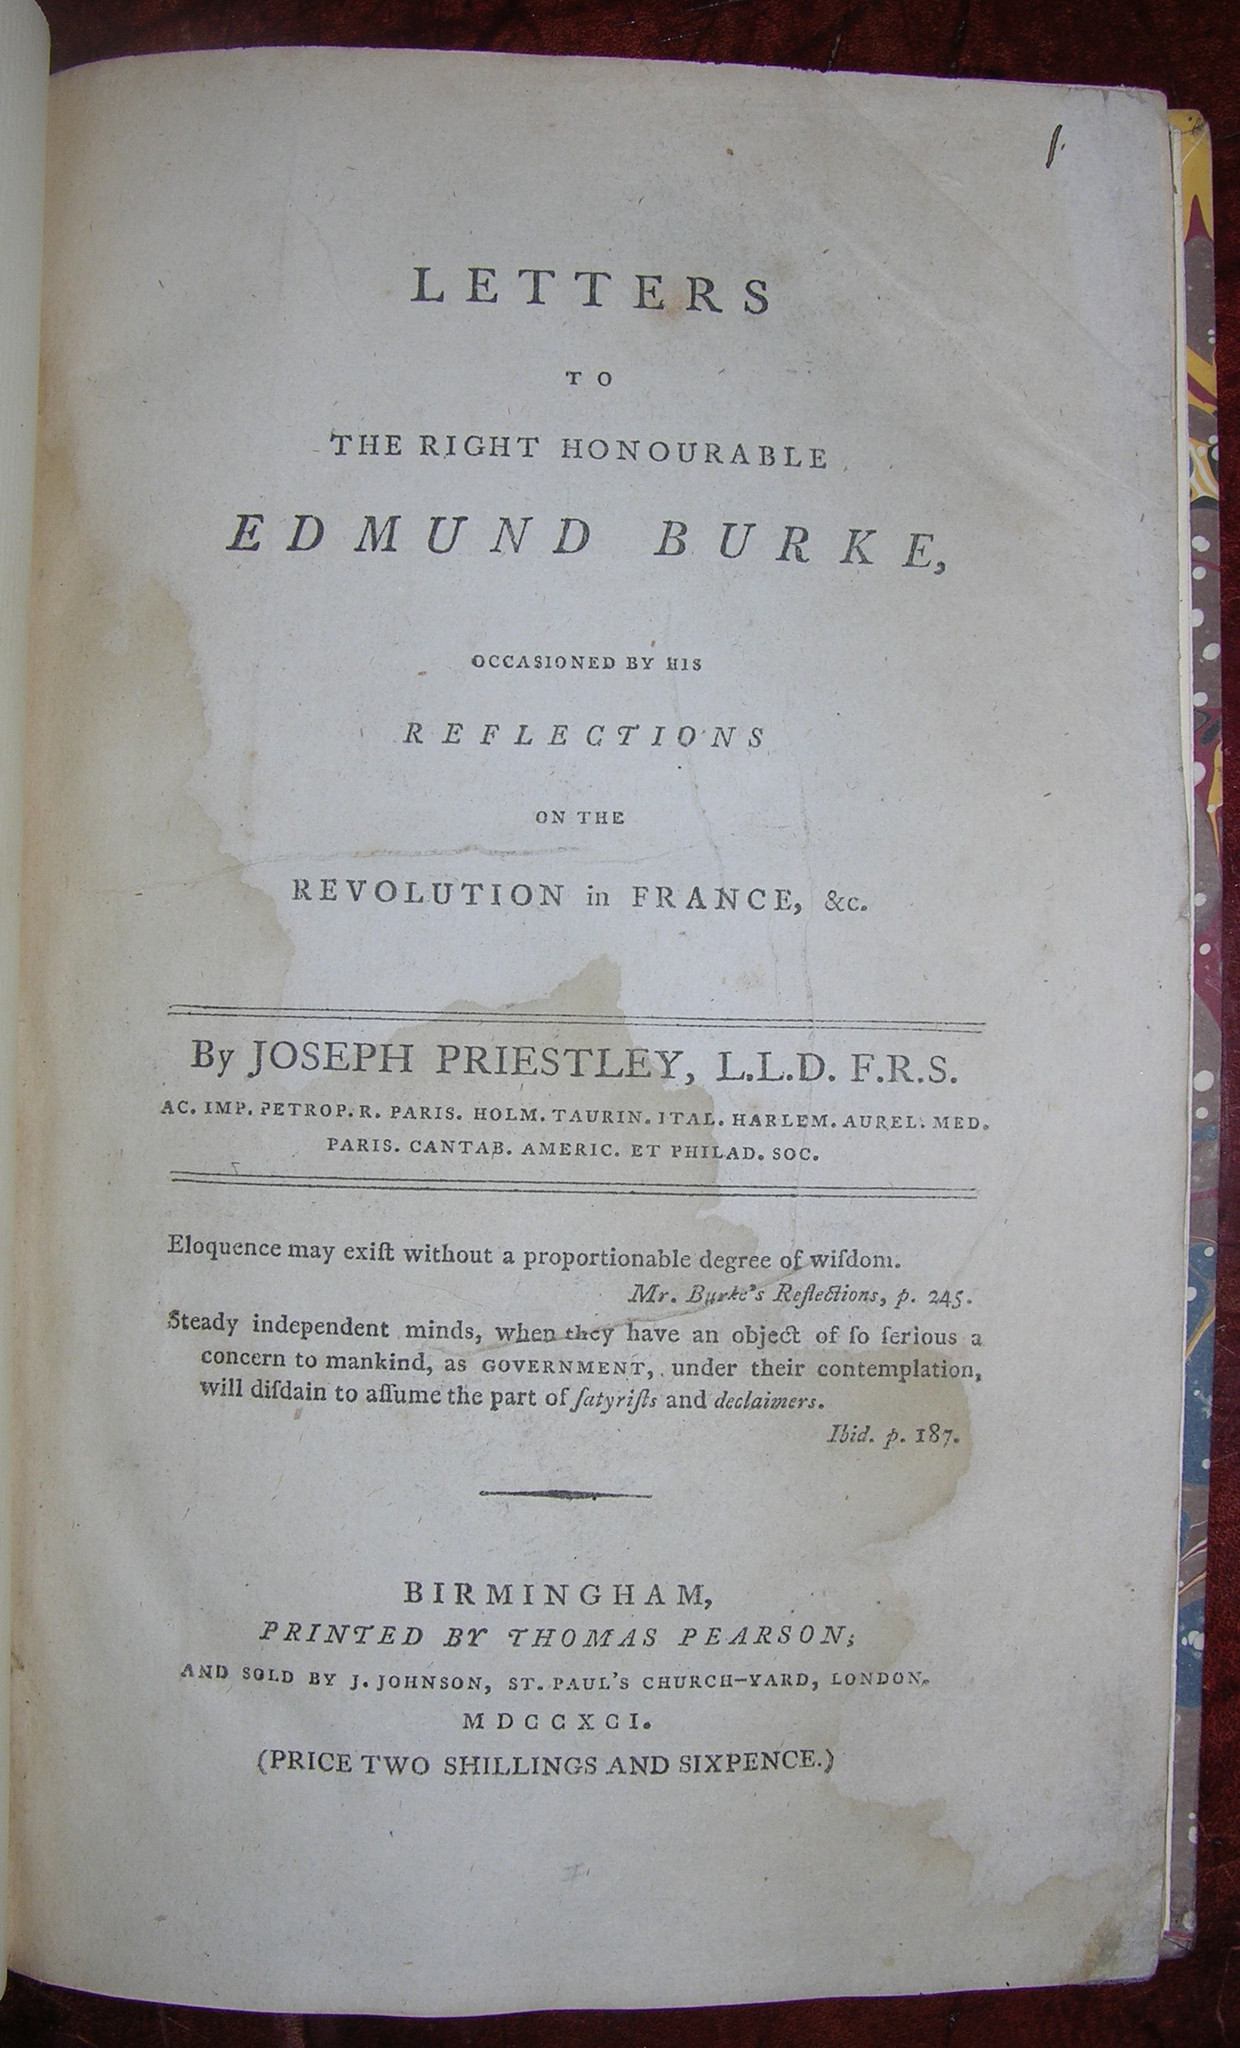 1.
LETTERS
TO
THE RIGHT HONOURABLE
EDMUND BURKE,
OCCASIONED BY HIS
REFLECTIONS
ON THE
REVOLUTION in FRANCE, &c.
By JOSEPH PRIESTLEY, L.L.D. F.R.S.
AC. IMP. PETROP. R. PARIS. HOLM. TAURIN. ITAL. HARLEM. AUREL. MED.
PARIS. CANTAB. AMERIC. ET PHILAD. SOC.
Eloquence may exiſt without a proportionable degree of wiſdom.
Mr. Burke's Reflections, p. 245.
Steady independent minds, when they have an object of ſo ſerious a
concern to mankind, as GOVERNMENT, under their contemplation,
will diſdain to aſſume the part of ſatyriſts and declaimers.
Ibid. p. 187.
BIRMINGHAM,
PRINTED BY THOMAS PEARSON;
AND SOLD BY J. JOHNSON, ST. PAUL'S CHURCH-YARD, LONDON.
MDCCXCI.
(PRICE TWO SHILLINGS AND SIXPENCE.)